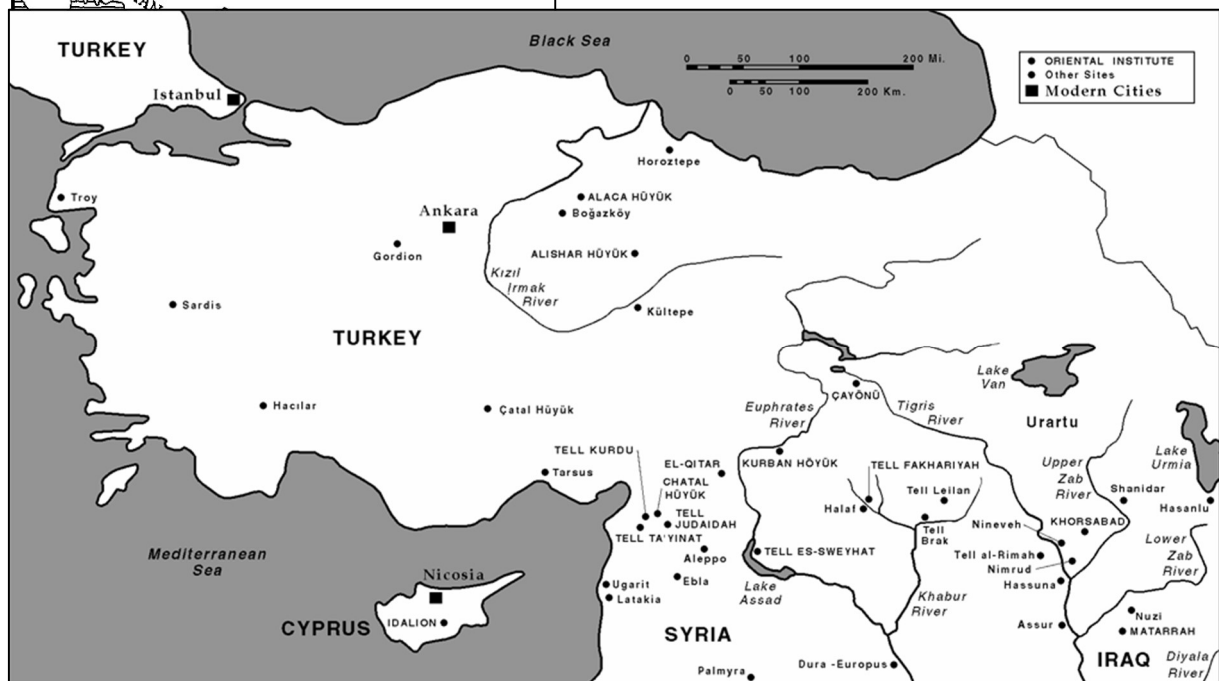 TURKEY
Black Sea
0 50 100 200 Mi.
0 50 100 200 Km.
ORIENTAL INSTITUTE
Other Sites
Modern Cities
Istanbul
Horoztepe
Troy
ALACA HÜYÜK
Boğazköy
Ankara
Gordion
ALISHAR HÜYÜK
Kızıl
Irmak
River
Sardis
Kültepe
TURKEY
Lake
Van
ÇAYÖNÜ
Hacılar
Çatal Hüyük
Euphrates
River
Tigris
River
Urartu
TELL KURDU
Tarsus
EL-QITAR
CHATAL
HÜYÜK
KURBAN HÖYÜK
TELL FAKHARIYAH
Upper
Zab
River
Lake
Urmia
Tell Leilan
Shanidar
Hasanlu
Halaf
TELL
JUDAIDAH
TELL TA'YINAT
Tell
Brak
Nineveh
KHORSABAD
Lower
Zab
River
Mediterranean
Sea
Aleppo
TELL ES-SWEYHAT
Tell al-Rimah
Nimrud
Nicosia
Ugarit
Ebla
Lake
Assad
Hassuna
Latakia
Khabur
River
CYPRUS
IDALION
SYRIA
Assur
Nuzi
MATARRAH
Palmyra
Dura -Europus
IRAQ
Diyala
River